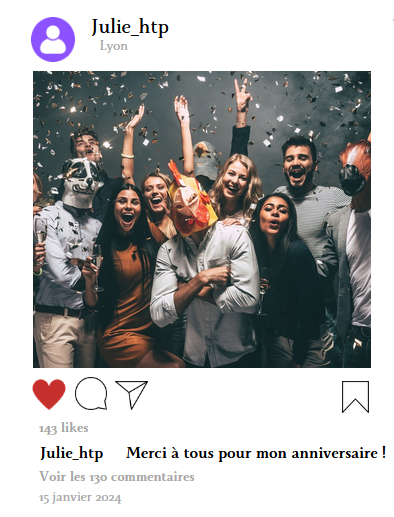 Julie_htp
Lyon
143 likes
Julie_htp Merci à tous pour mon anniversaire !
Voir les 130 commentaires
15 janvier 2024